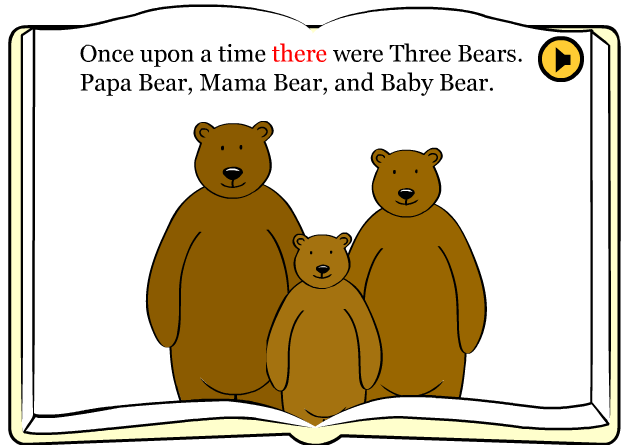 Once upon a time there were Three Bears.
Papa Bear, Mama Bear, and Baby Bear.